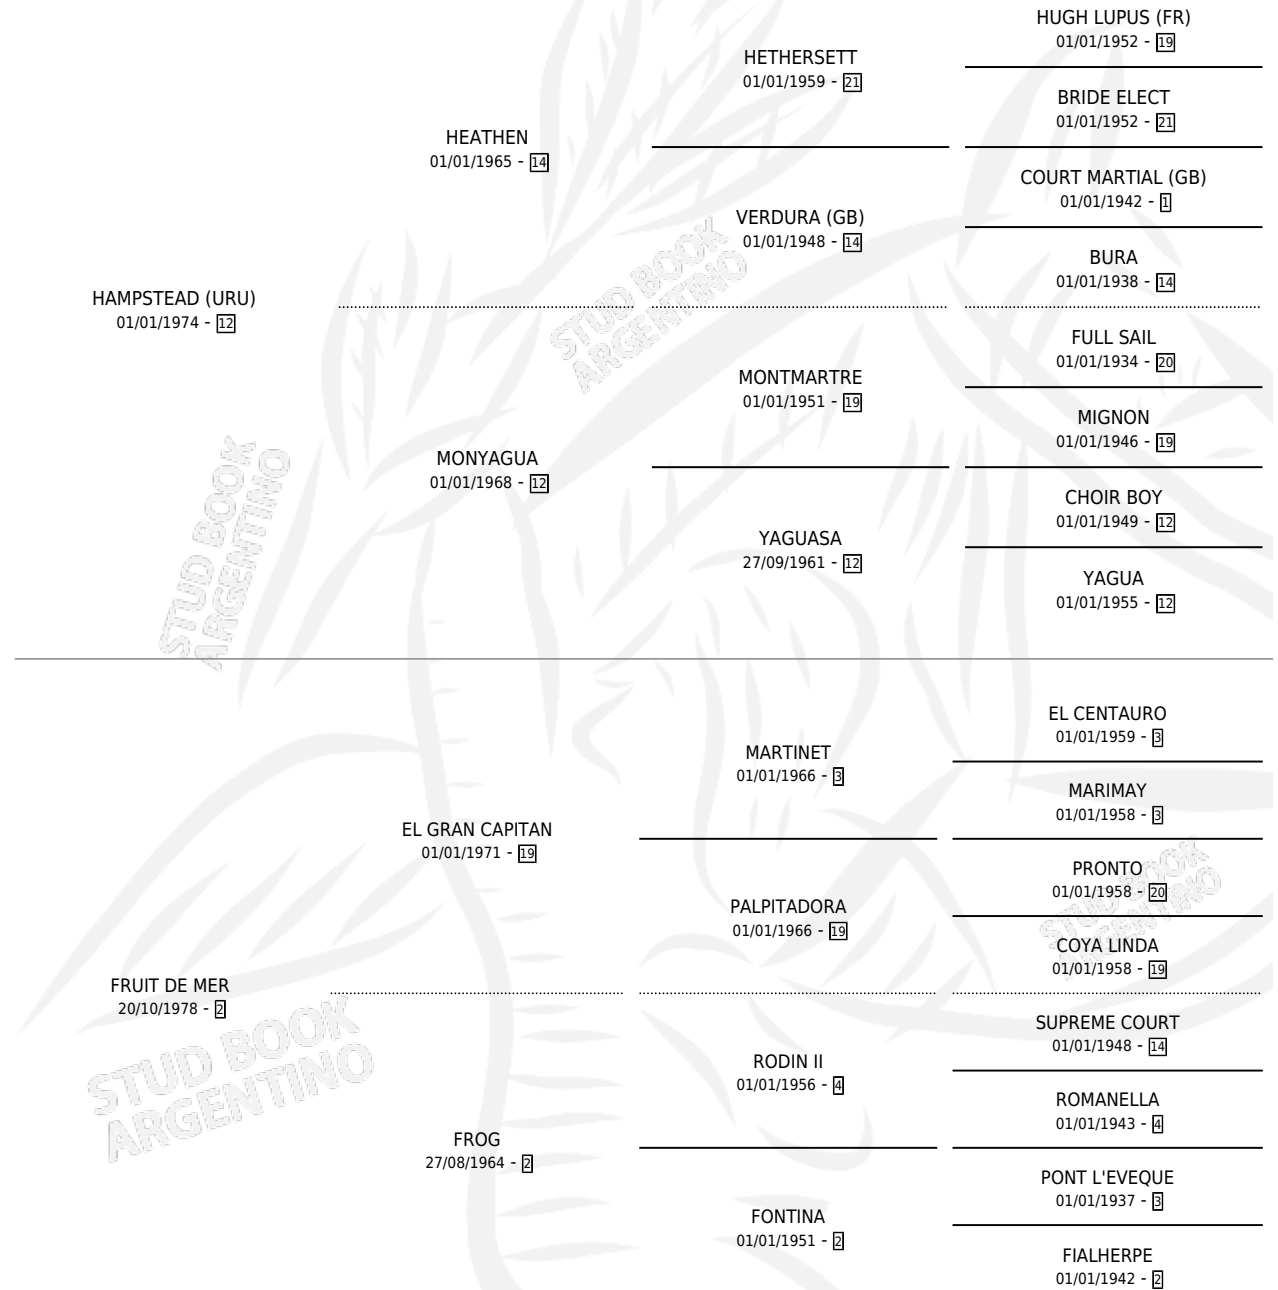 HUGH LUPUS (FR)
01/01/1952 - 19
HETHERSETT
01/01/1959 - 21
BRIDE ELECT
01/01/1952 - 21
HEATHEN
01/01/1965 - 14
COURT MARTIAL (GB)
01/01/1942 - 1
VERDURA (GB)
01/01/1948 - 14
BURA
01/01/1938 - 14
HAMPSTEAD (URU)
01/01/1974 - 12
FULL SAIL
01/01/1934 - 20
MONTMARTRE
01/01/1951 - 19
MIGNON
01/01/1946 - 19
MONYAGUA
01/01/1968 - 12
CHOIR BOY
01/01/1949 - 12
YAGUASA
27/09/1961 - 12
YAGUA
01/01/1955 - 12
STUD BOOK
ARGENTINO
STUD BOOK
ARGENTINO
EL CENTAURO
01/01/1959 - 3
MARTINET
01/01/1966 - 3
MARIMAY
01/01/1958 - 3
EL GRAN CAPITAN
01/01/1971 - 19
PRONTO
01/01/1958 - 20
PALPITADORA
01/01/1966 - 19
COYA LINDA
01/01/1958 - 19
FRUIT DE MER
20/10/1978 - 2
SUPREME COURT
01/01/1948 - 14
RODIN II
01/01/1956 - 4
ROMANELLA
01/01/1943 - 4
FROG
27/08/1964 - 2
PONT L'EVEQUE
01/01/1937 - 3
FONTINA
01/01/1951 - 2
FIALHERPE
01/01/1942 - 2
STUD BOOK
ARGENTINO
STUD BOOK
ARGENTINO